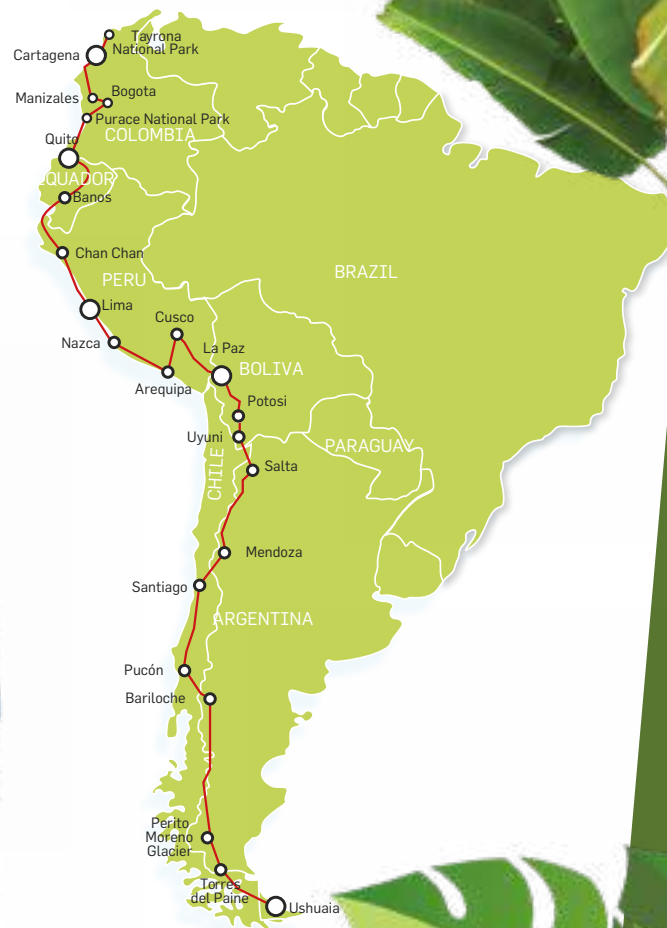 Tayrona
National Park
Cartagena
Manizales
Bogota
Purace National Park
COLOMBIA
Quito
QUADOR
Banos
Chan Chan
PERU
BRAZIL
Lima
Cusco
Nazca
La Paz
BOLIVA
Arequipa
Potosi
Uyuni
PARAGUAY
CHILE
Salta
Mendoza
Santiago
ARGENTINA
Pucón
Bariloche
Perito
Moreno
Glacier
Torres
del Paine
Ushuaia